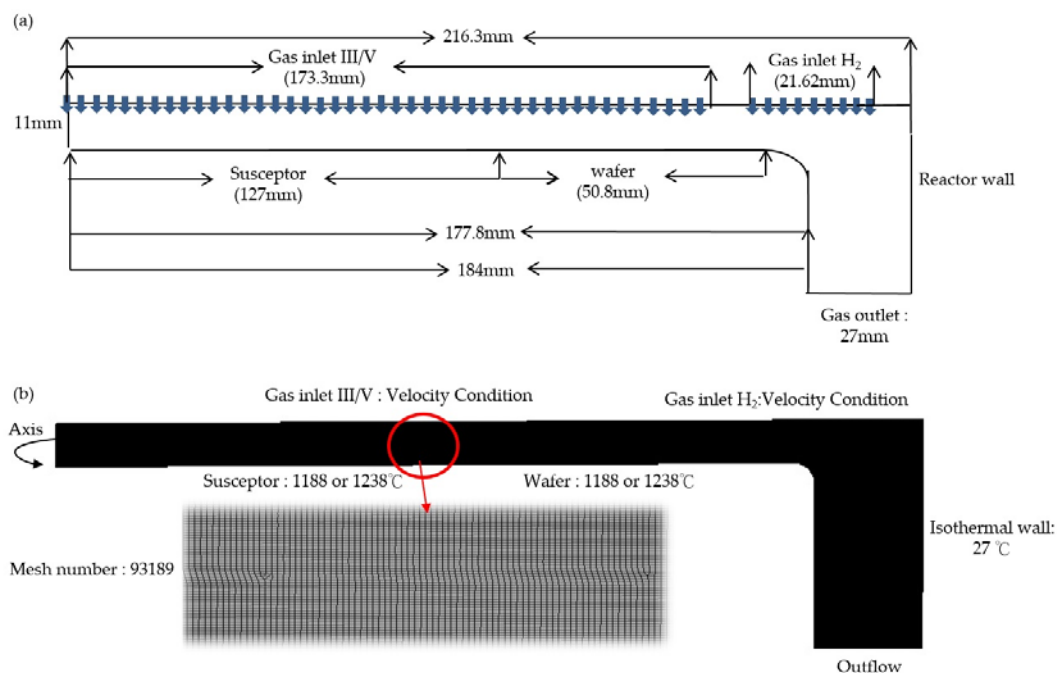 (a)
216.3mm
Gas inlet III/V
(173.3mm)
Gas inlet H₂
(21.62mm)
11mm
Susceptor
(127mm)
wafer
(50.8mm)
Reactor wall
177.8mm
184mm
Gas outlet :
27mm
(b)
Gas inlet III/V : Velocity Condition
Gas inlet H₂:Velocity Condition
Axis
Susceptor : 1188 or 1238℃
Wafer : 1188 or 1238℃
Isothermal wall:
27 ℃
Mesh number : 93189
Outflow